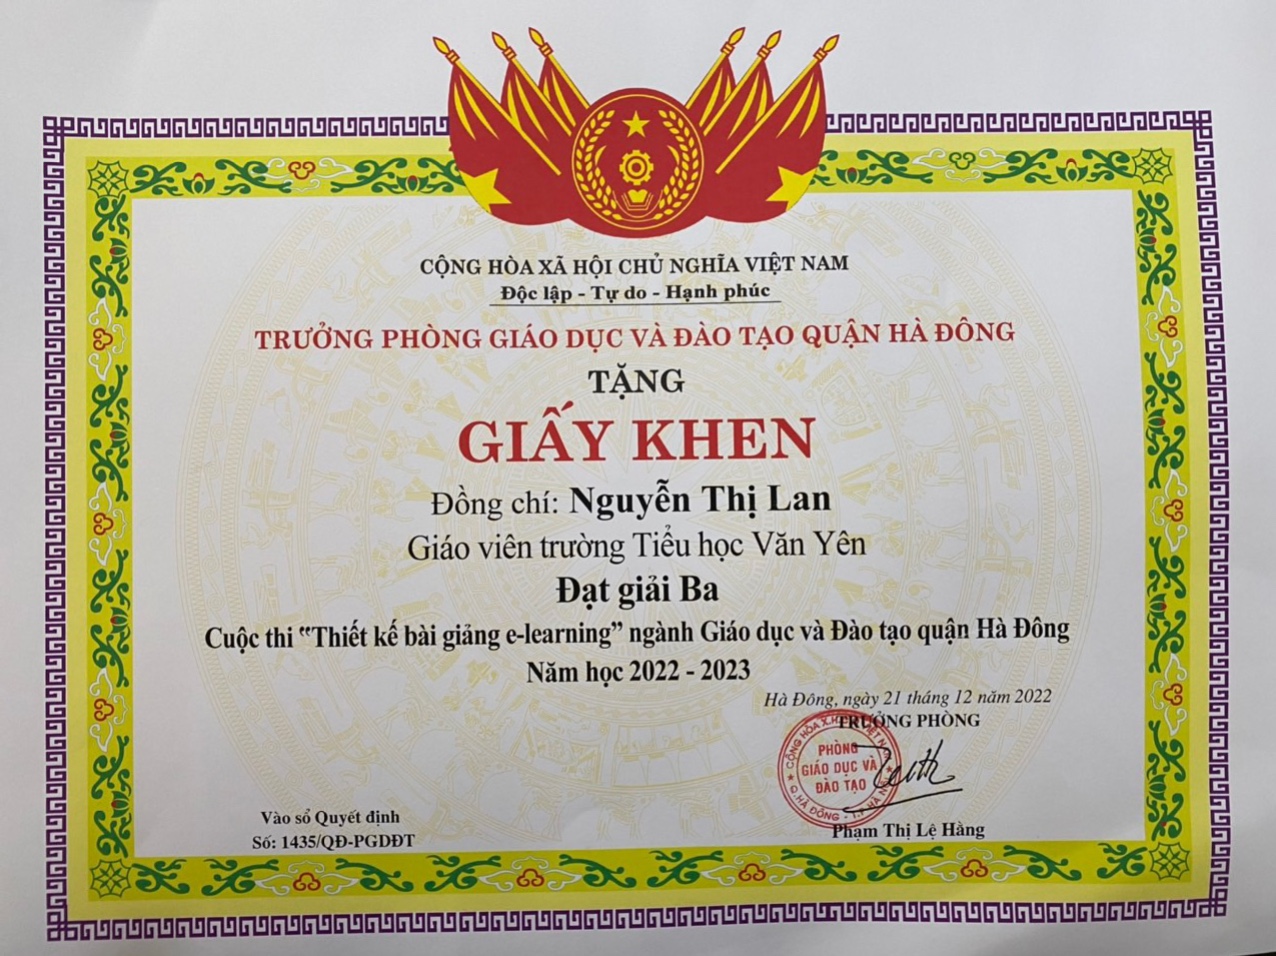 CỘNG HÒA XÃ HỘI CHỦ NGHĨA VIỆT NAM
Độc lập - Tự do - Hạnh phúc
TRƯỞNG PHÒNG GIÁO DỤC VÀ ĐÀO TẠO QUẬN HÀ ĐÔNG
TẶNG
GIẤY KHEN
Đồng chí: Nguyễn Thị Lan
Giáo viên trường Tiểu học Văn Yên
Đạt giải Ba
Cuộc thi “Thiết kế bài giảng e-learning” ngành Giáo dục và Đào tạo quận Hà Đông
Năm học 2022 - 2023
Hà Đông, ngày 21 tháng 12 năm 2022
TRƯỞNG PHÒNG
PHÒNG
GIÁO DỤC VÀ
ĐÀO TẠO
Q.HÀ ĐÔNG - T.P HÀ NỘI
Phạm Thị Lệ Hằng
Vào sổ Quyết định
Số: 1435/QĐ-PGDĐT